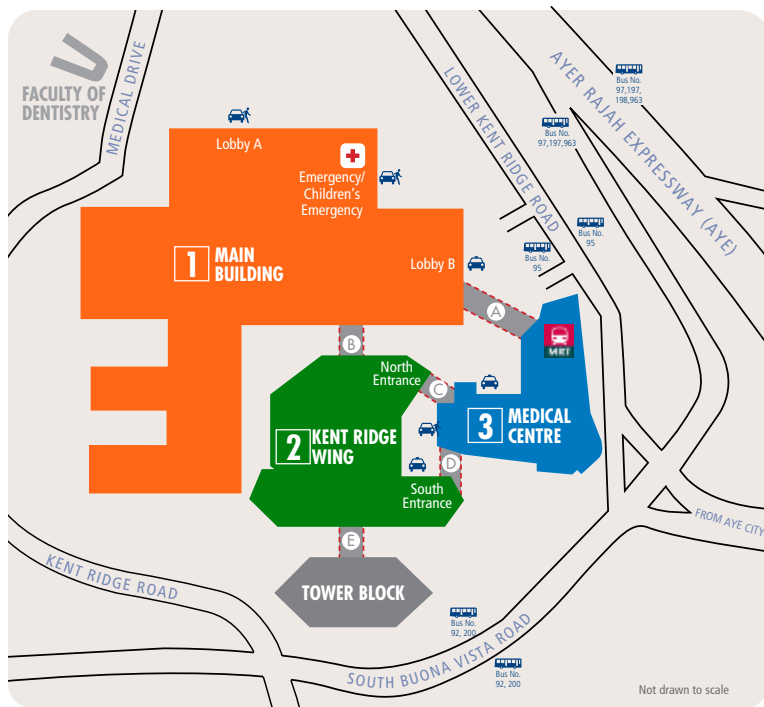 FACULTY OF
DENTISTRY
MEDICAL DRIVE
LOWER KENT RIDGE ROAD
AYER RAJAH EXPRESSWAY (AYE)
Bus No.
97,197,
198,963
Bus No.
97,197,963
Lobby A
Emergency/
Children's
Emergency
Bus No.
95
Bus No.
95
1 MAIN
BUILDING
Lobby B
A
MRT
B
North
Entrance
C
2 KENT RIDGE
WING
3 MEDICAL
CENTRE
D
South
Entrance
FROM AYE CITY
E
KENT RIDGE ROAD
TOWER BLOCK
Bus No.
92, 200
SOUTH BUONA VISTA ROAD
Bus No.
92, 200
Not drawn to scale